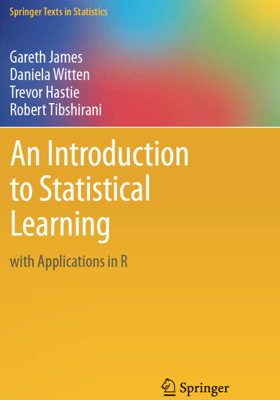 Springer Texts in Statistics
Gareth James
Daniela Witten
Trevor Hastie
Robert Tibshirani
An Introduction
to Statistical
Learning
with Applications in R
Springer